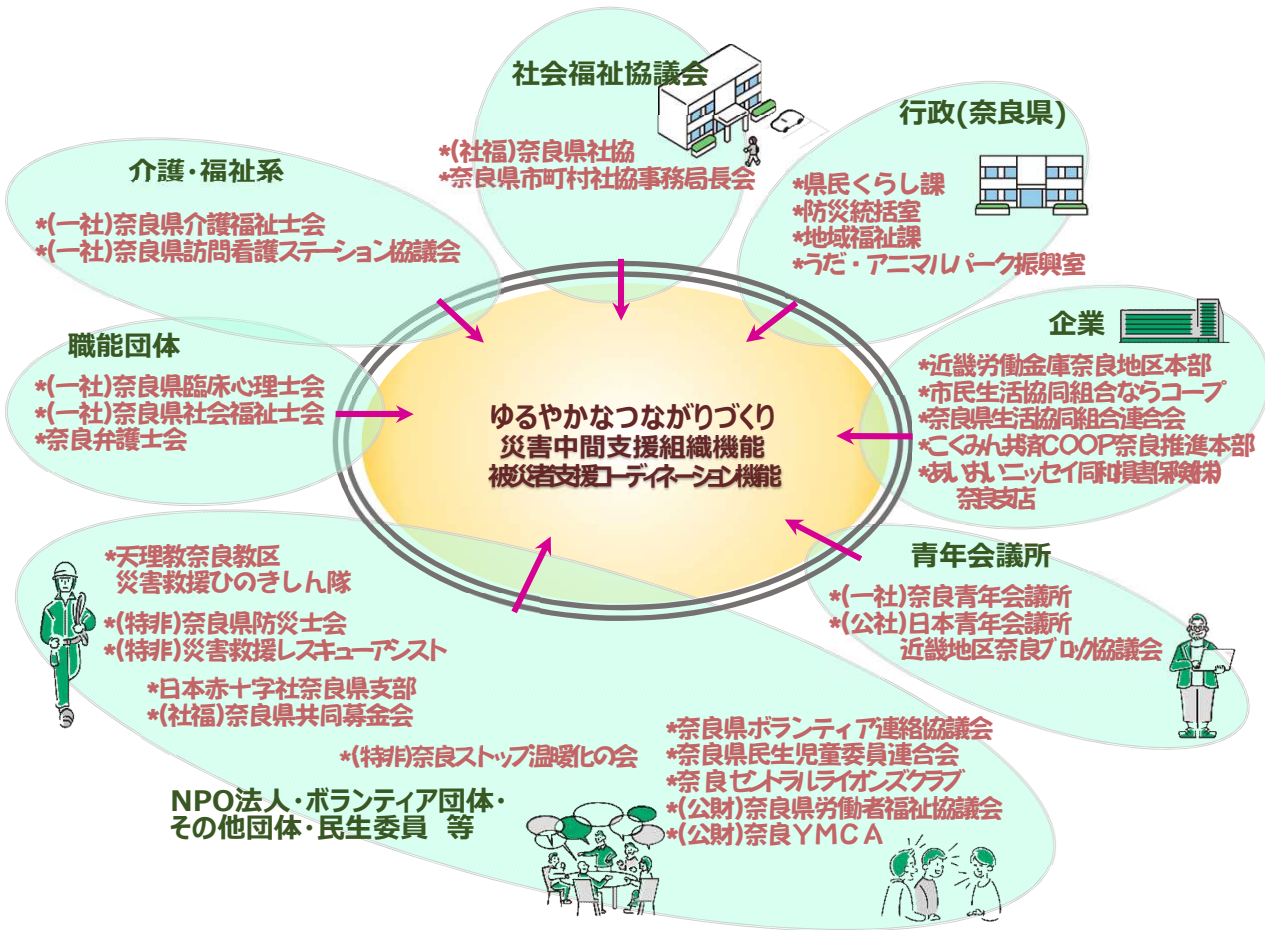 社会福祉協議会
*(社福)奈良県社協
*奈良県市町村社協事務局長会
行政(奈良県)
*県民くらし課
*防災統括室
*地域福祉課
*うだ・アニマルパーク振興室
介護・福祉系
*(一社)奈良県介護福祉士会
*(一社)奈良県訪問看護ステーション協議会
企業
*近畿労働金庫奈良地区本部
*市民生活協同組合ならコープ
*奈良県生活協同組合連合会
*こくみん共済COOP奈良推進本部
*あいおいニッセイ同和損害保険㈱
奈良支店
職能団体
*(一社)奈良県臨床心理士会
*(一社)奈良県社会福祉士会
*奈良弁護士会
ゆるやかなつながりづくり
災害中間支援組織機能
被災者支援コーディネーション機能
青年会議所
*(一社)奈良青年会議所
*(公社)日本青年会議所
近畿地区奈良ブロック協議会
*天理教奈良教区
災害救援ひのきしん隊
*(特非)奈良県防災士会
*(特非)災害救援レスキューアシスト
*日本赤十字社奈良県支部
*(社福)奈良県共同募金会
*(特非)奈良ストップ温暖化の会
*奈良県ボランティア連絡協議会
*奈良県民生児童委員連合会
*奈良セントラルライオンズクラブ
*(公財)奈良県労働者福祉協議会
*(公財)奈良YMCA
NPO法人・ボランティア団体・
その他団体・民生委員 等